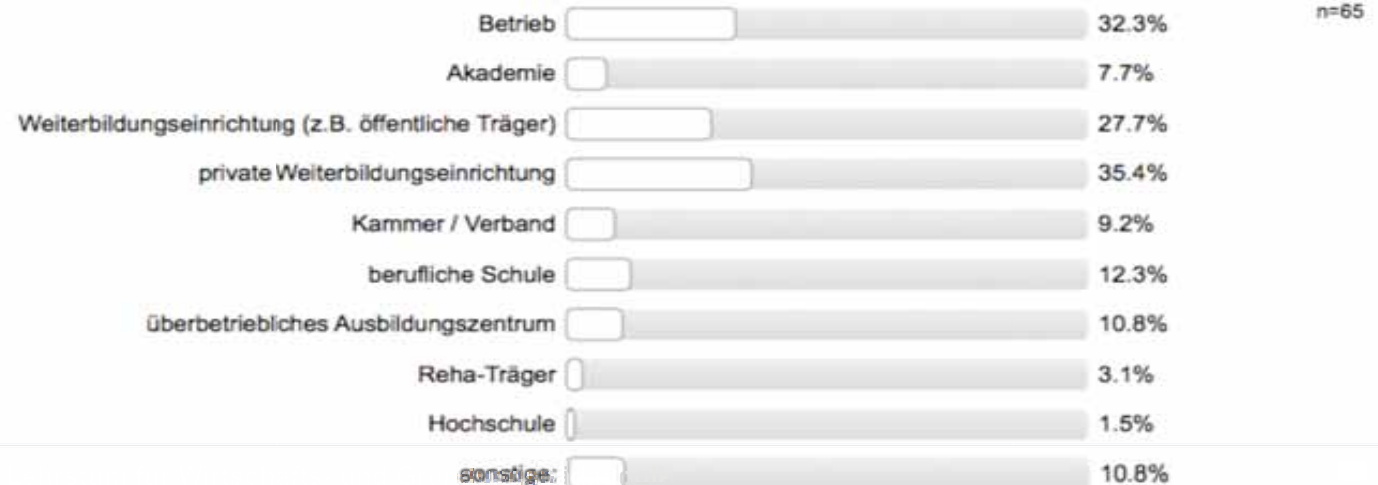 Betrieb 32.3% n=65
Akademie 7.7%
Weiterbildungseinrichtung (z.B. öffentliche Träger) 27.7%
private Weiterbildungseinrichtung 35.4%
Kammer / Verband 9.2%
berufliche Schule 12.3%
überbetriebliches Ausbildungszentrum 10.8%
Reha-Träger 3.1%
Hochschule 1.5%
sonstige: 10.8%